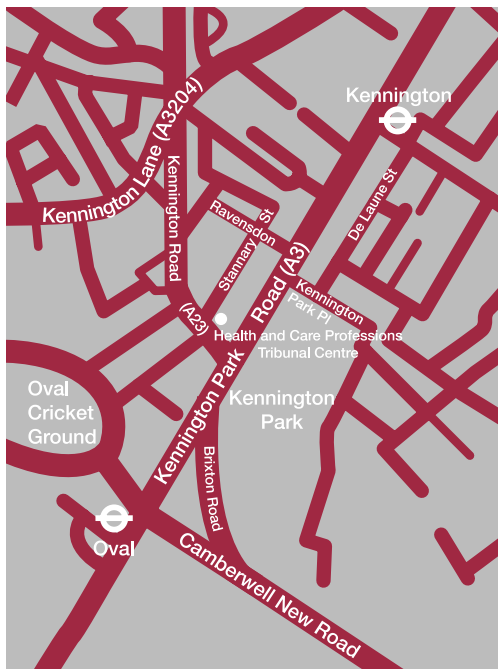 Kennington
Kennington Lane (A3204)
Kennington Road
De Laune St
Ravensdon St
Stannary St
Kennington Park Road (A3)
Kennington
Park Pl
(A23)
Health and Care Professions
Tribunal Centre
Oval
Cricket
Ground
Kennington
Park
Brixton Road
Oval
Camberwell New Road